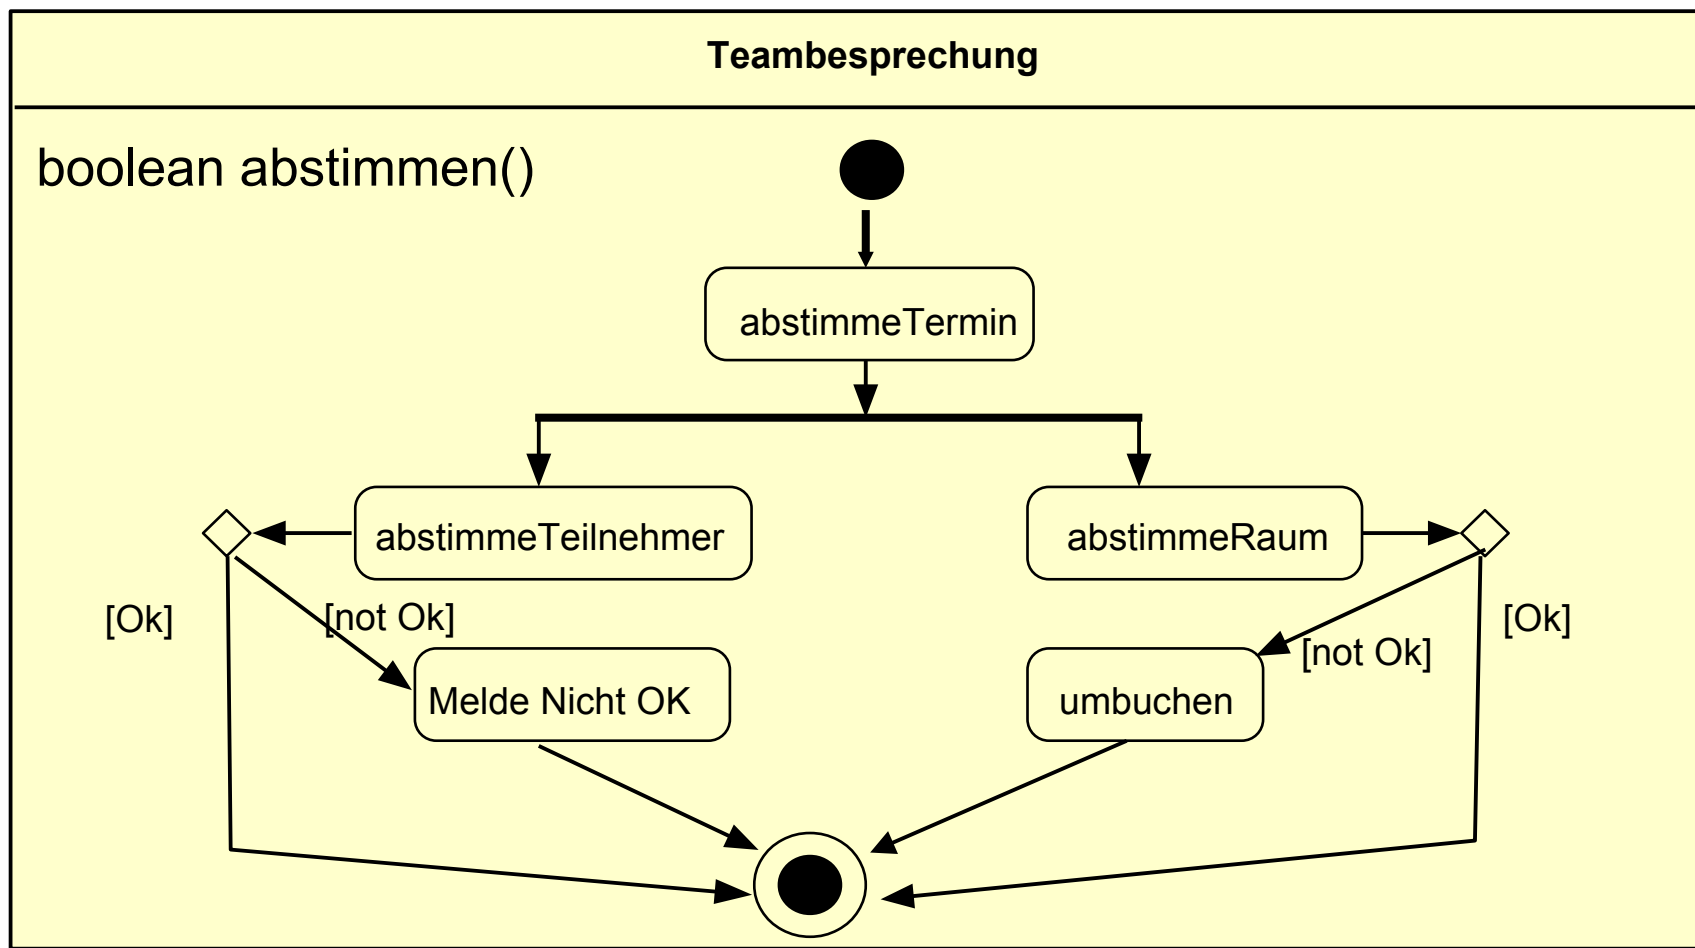 Teambesprechung
boolean abstimmen()
abstimmeTermin
abstimmeTeilnehmer
abstimmeRaum
[Ok]
[not Ok]
[not Ok]
[Ok]
Melde Nicht OK
umbuchen